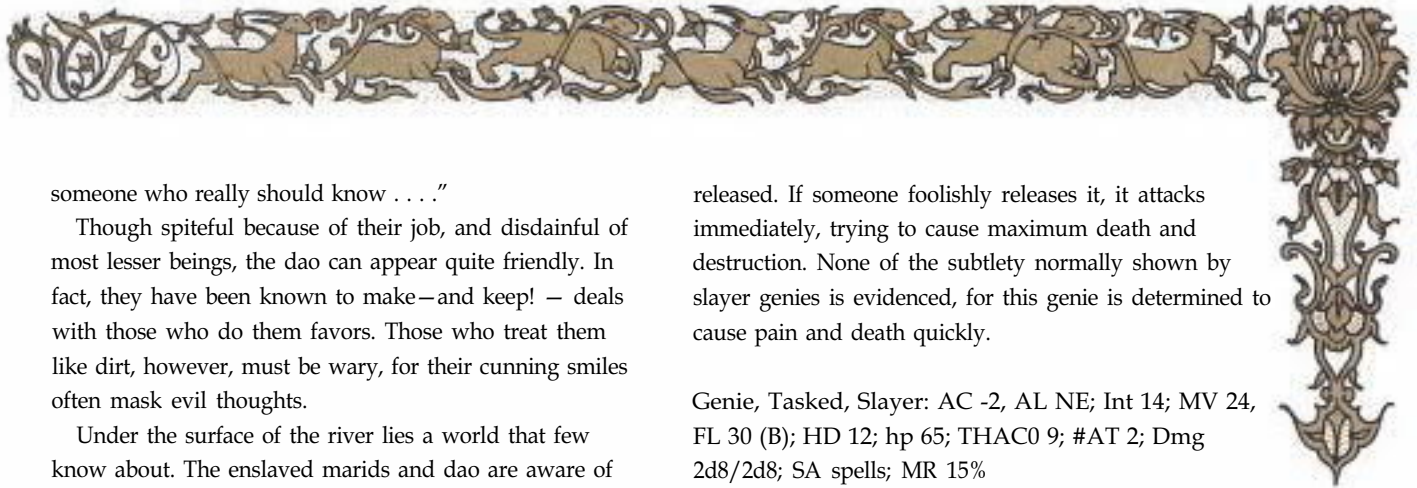 someone who really should know . . . .”
Though spiteful because of their job, and disdainful of
most lesser beings, the dao can appear quite friendly. In
fact, they have been known to make—and keep! — deals
with those who do them favors. Those who treat them
like dirt, however, must be wary, for their cunning smiles
often mask evil thoughts.
Under the surface of the river lies a world that few
know about. The enslaved marids and dao are aware of
released. If someone foolishly releases it, it attacks
immediately, trying to cause maximum death and
destruction. None of the subtlety normally shown by
slayer genies is evidenced, for this genie is determined to
cause pain and death quickly.
Genie, Tasked, Slayer: AC -2, AL NE; Int 14; MV 24,
FL 30 (B); HD 12; hp 65; THAC0 9; #AT 2; Dmg
2d8/2d8; SA spells; MR 15%